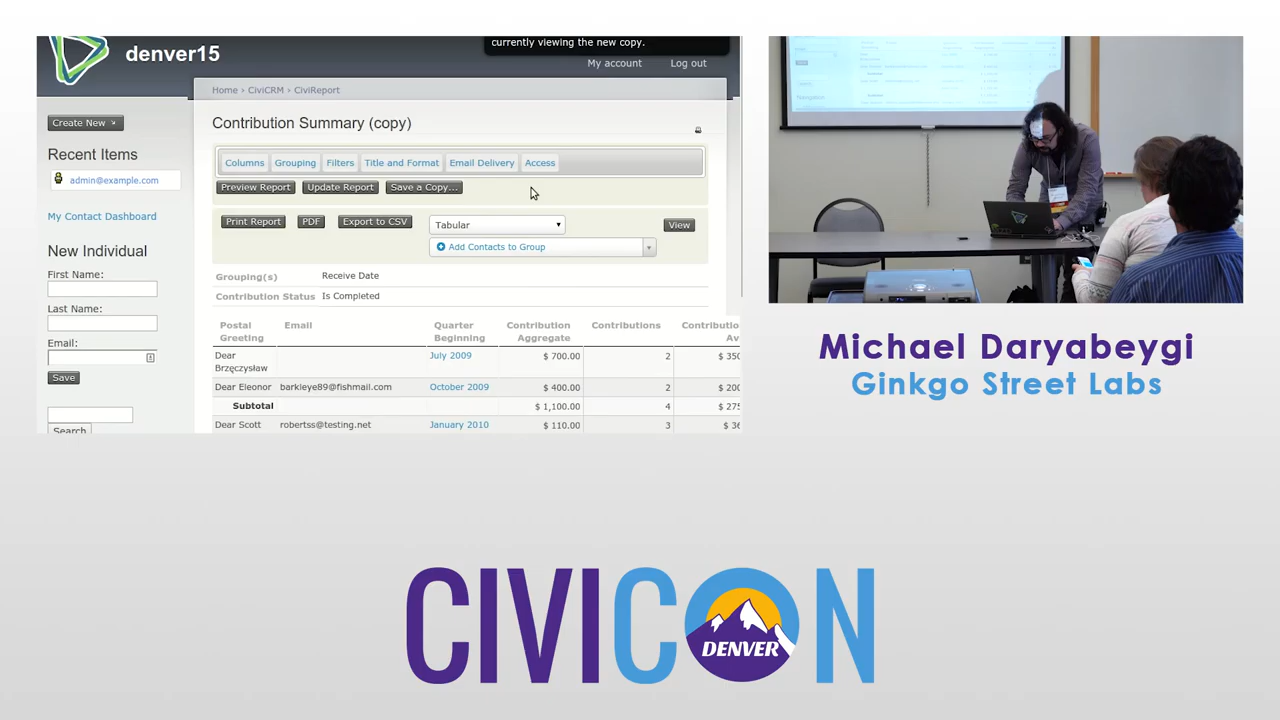 currently viewing the new copy.
denver15
My account
Log out
Home › CiviCRM › CiviReport
Create New
Recent Items
admin@example.com
My Contact Dashboard
New Individual
First Name:
Last Name:
Email:
Save
Search
Contribution Summary (copy)
Columns Grouping Filters Title and Format Email Delivery Access
Preview Report Update Report Save a Copy...
Print Report PDF Export to CSV Tabular View
Add Contacts to Group
Grouping(s) Receive Date
Contribution Status Is Completed
Postal Greeting Email Quarter Beginning Contribution Aggregate Contributions
Dear Brzęczysław July 2009 $ 700.00 2
Dear Eleonor barkleye89@fishmail.com October 2009 $ 400.00 2
Subtotal $ 1,100.00 4
Dear Scott robertss@testing.net January 2010 $ 110.00 3
Michael Daryabeygi
Ginkgo Street Labs
CIVICON
DENVER